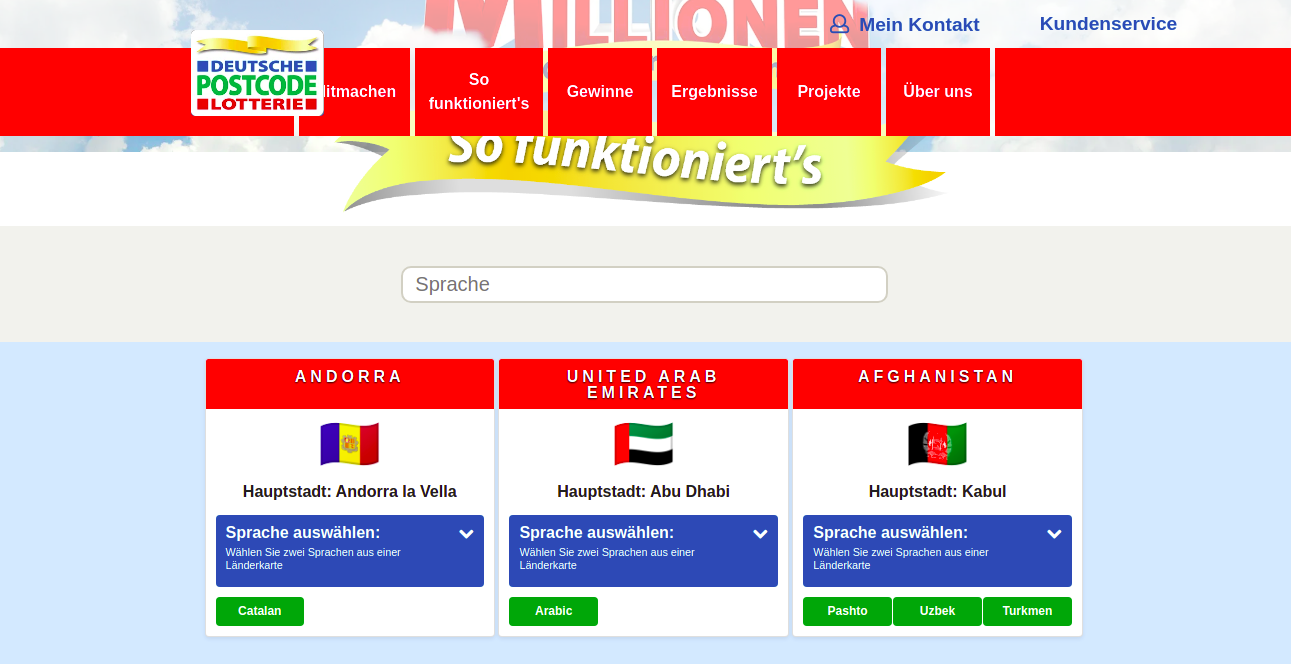 MILLIONEN
Mein Kontakt
Kundenservice
DEUTSCHE
POSTCODE
LOTTERIE
itmachen
So
funktioniert's
Gewinne
Ergebnisse
Projekte
Über uns
So funktioniert's
Sprache
ANDORRA
Hauptstadt: Andorra la Vella
Sprache auswählen:
Wählen Sie zwei Sprachen aus einer
Länderkarte
Catalan
UNITED ARAB
EMIRATES
Hauptstadt: Abu Dhabi
Sprache auswählen:
Wählen Sie zwei Sprachen aus einer
Länderkarte
Arabic
AFGHANISTAN
Hauptstadt: Kabul
Sprache auswählen:
Wählen Sie zwei Sprachen aus einer
Länderkarte
Pashto
Uzbek
Turkmen